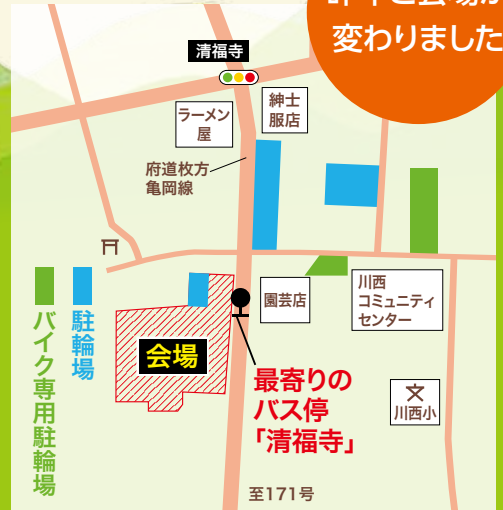 変わりました
清福寺
ラーメン
屋
紳士
服店
府道枚方
亀岡線
バイク専用駐輪場
駐輪場
会場
園芸店
川西
コミュニティ
センター
最寄りの
バス停
「清福寺」
文
川西小
至171号